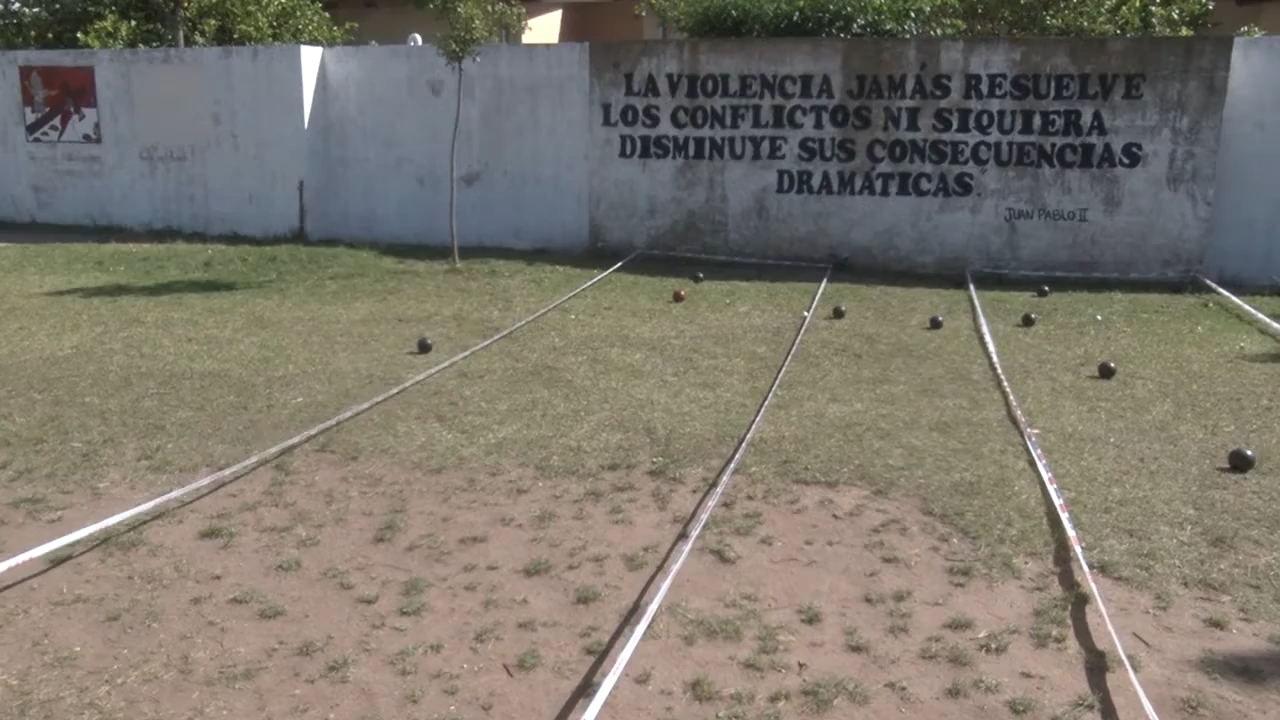 "LA VIOLENCIA JAMÁS RESUELVE
LOS CONFLICTOS NI SIQUIERA
DISMINUYE SUS CONSECUENCIAS
DRAMÁTICAS."
JUAN PABLO II